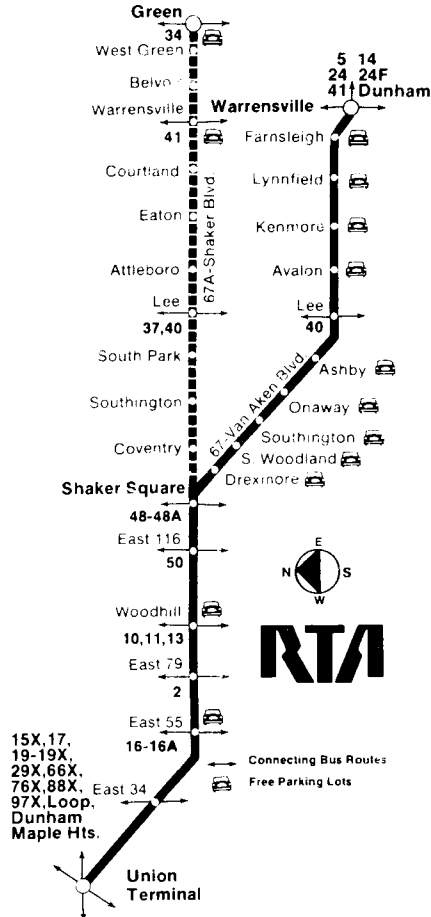 Green
34
West Green
Belvoir
Warrensville
41
Courtland
Eaton
Attleboro
Lee
37,40
South Park
Southington
Coventry
67A-Shaker Blvd.
5 14
24 24F
41 Dunham
Warrensville
Farnsleigh
Lynnfield
Kenmore
Avalon
Lee
40
Ashby
Onaway
Southington
S. Woodland
Drexmore
67-Van Aken Blvd.
Shaker Square
48-48A
East 116
50
Woodhill
10,11,13
East 79
2
East 55
16-16A
East 34
15X,17,
19-19X,
29X,66X,
76X,88X,
97X,Loop,
Dunham
Maple Hts.
Union
Terminal
E
N S
W
RTA
Connecting Bus Routes
Free Parking Lots